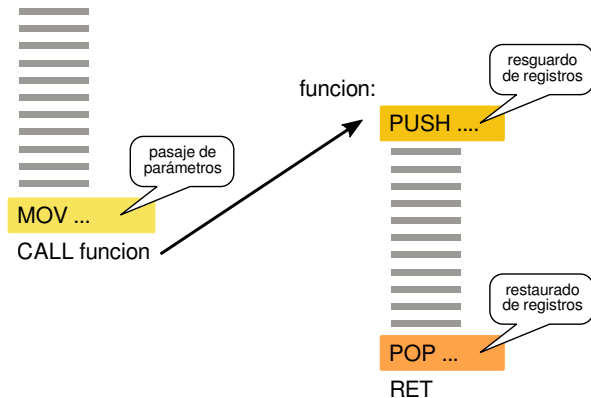 pasaje de
parámetros
MOV ...
CALL funcion
funcion:
resguardo
de registros
PUSH ....
restaurado
de registros
POP ...
RET